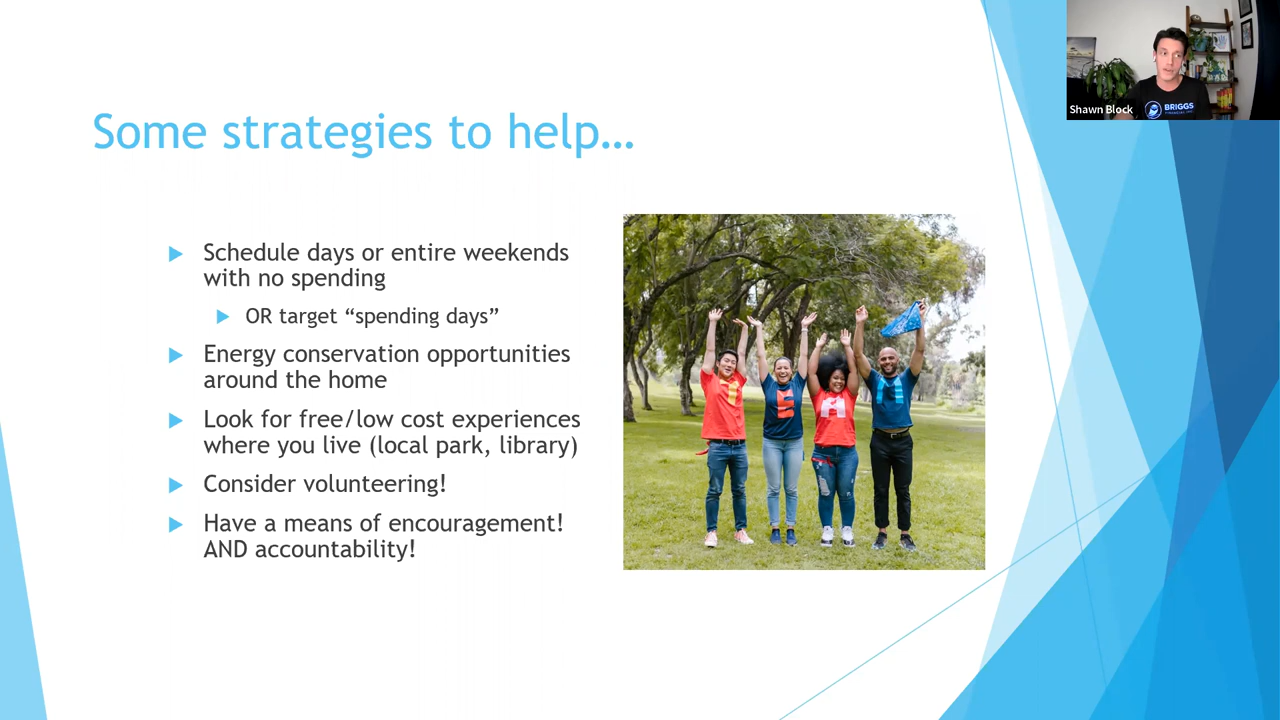 Some strategies to help…
Schedule days or entire weekends
with no spending
OR target “spending days”
Energy conservation opportunities
around the home
Look for free/low cost experiences
where you live (local park, library)
Consider volunteering!
Have a means of encouragement!
AND accountability!
T E A M
Shawn Block
BRIGGS